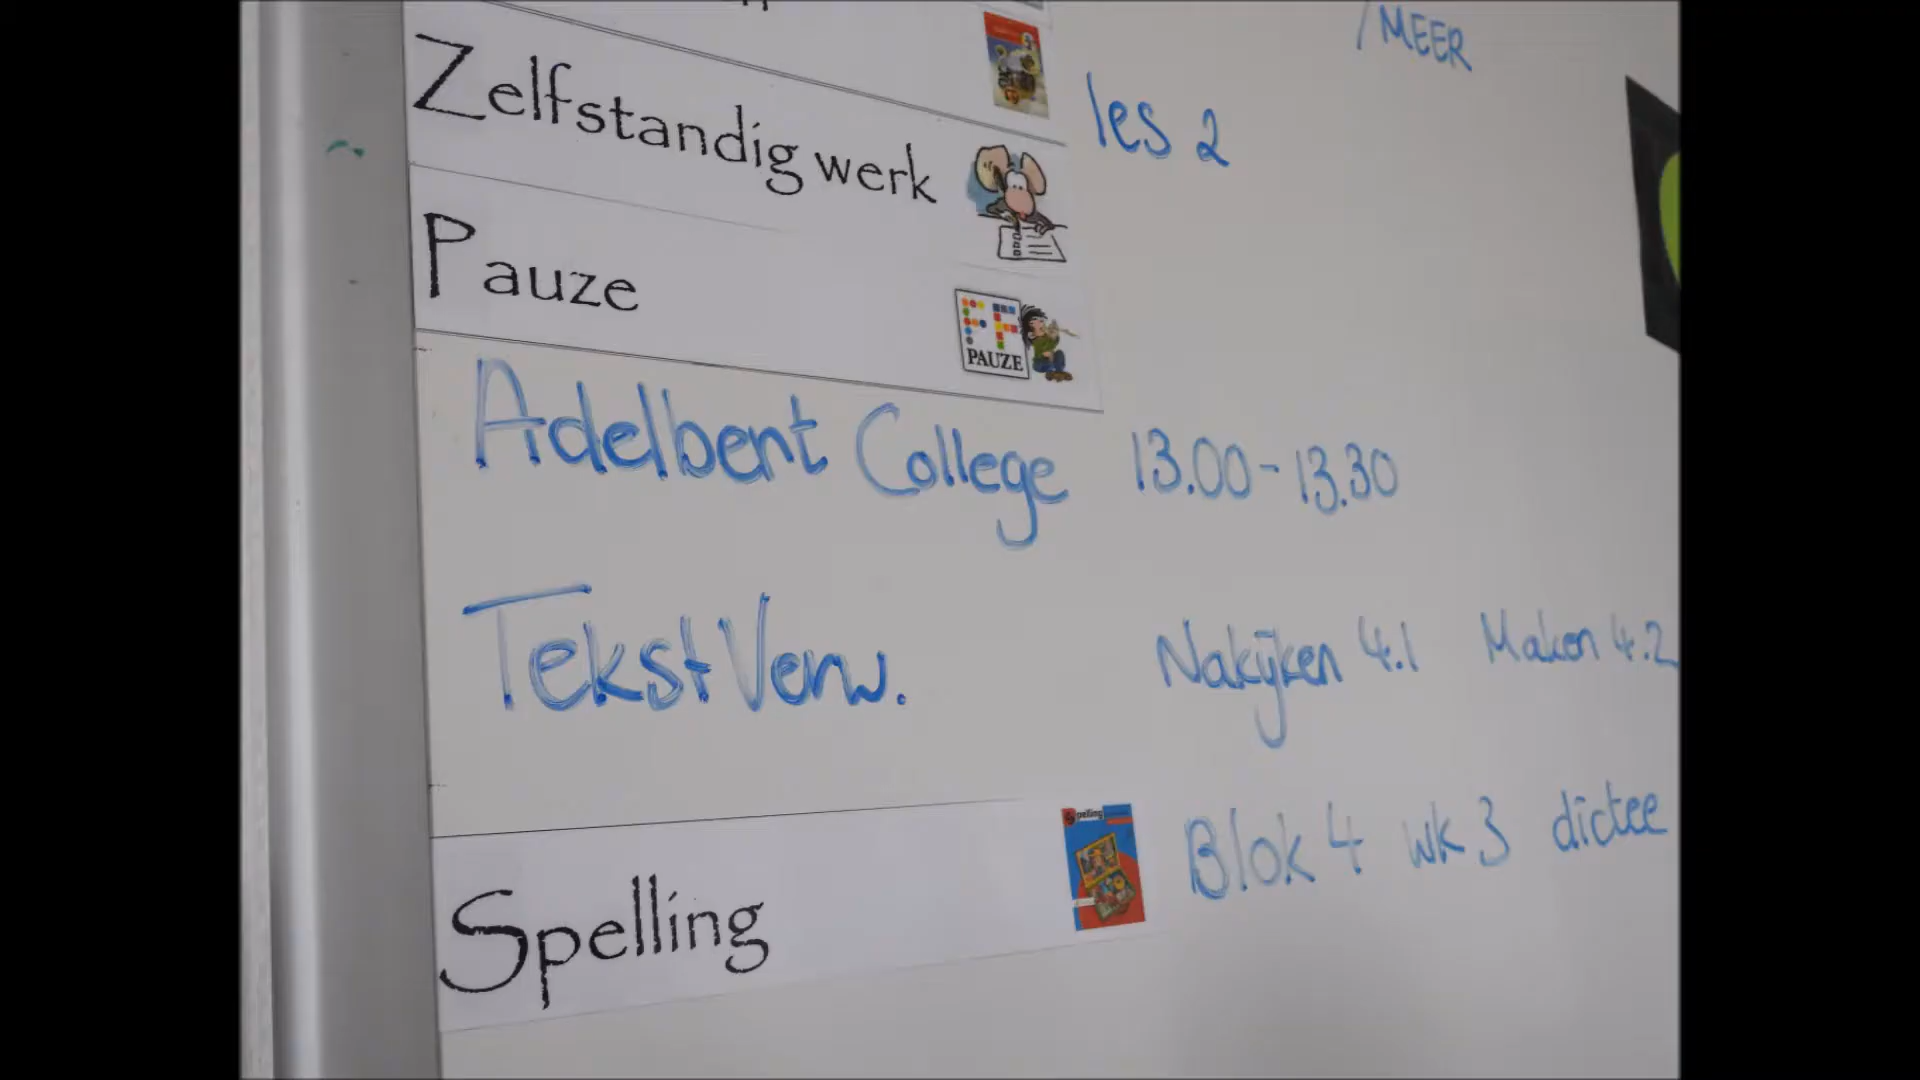 /MEER
les 2
Zelfstandig werk
Pauze
PAUZE
Adelbent College 13.00-13.30
TekstVerw. Nakijken 4.1 Maken 4.2
Spelling
Blok 4 wk 3 dictee
Spelling